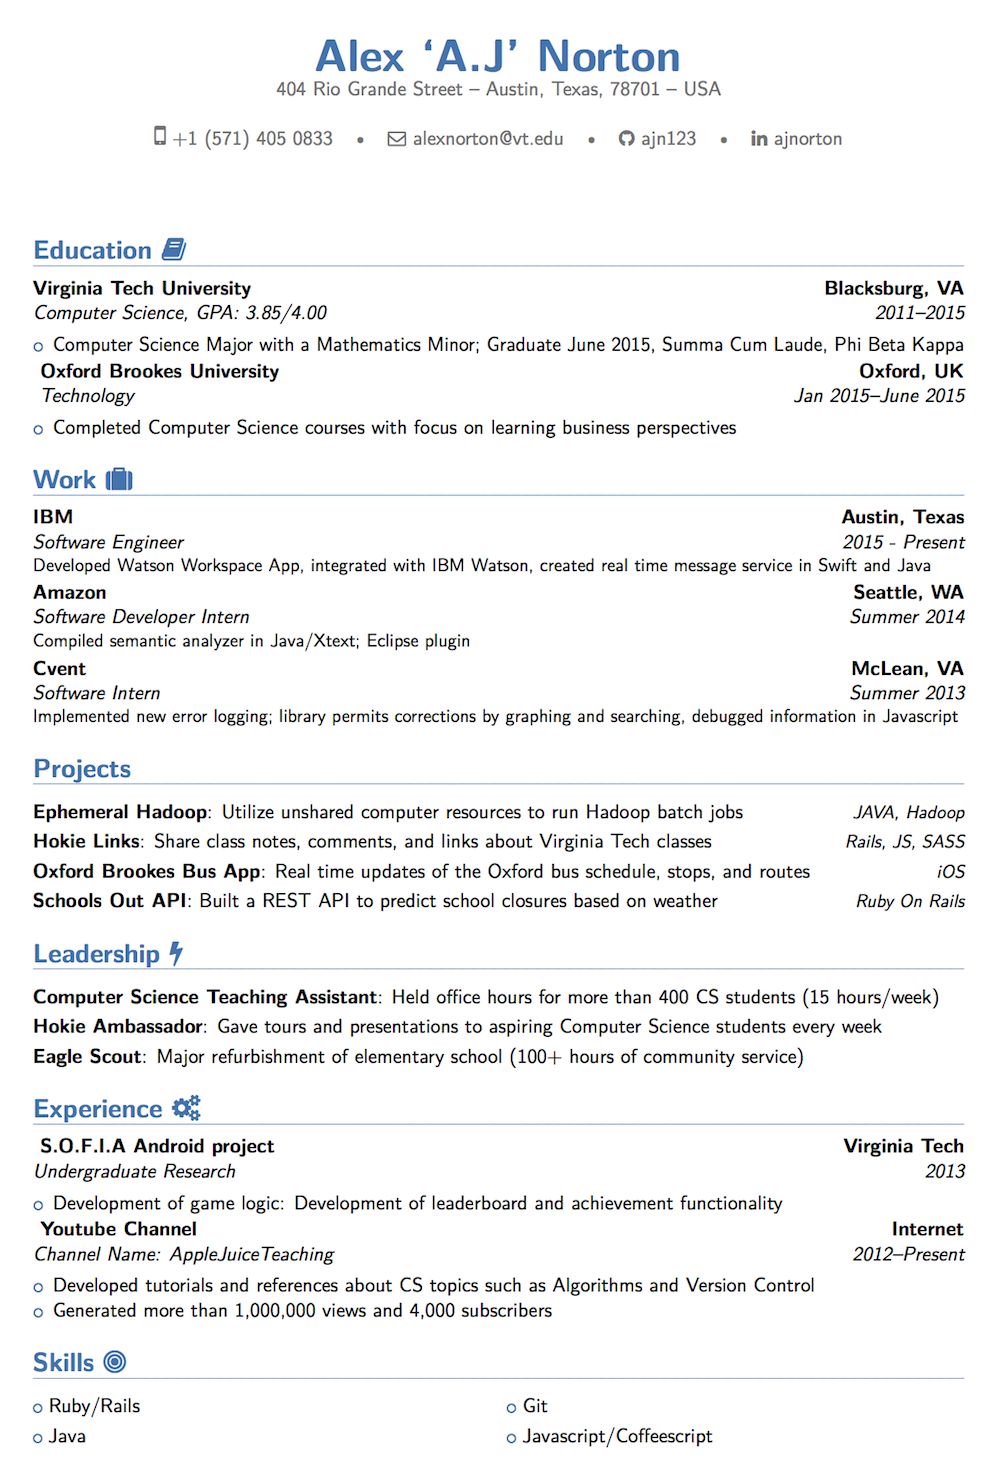 Alex ‘A.J’ Norton
404 Rio Grande Street – Austin, Texas, 78701 – USA
+1 (571) 405 0833 • alexnorton@vt.edu • ajn123 • ajnorton
Education
Virginia Tech University Blacksburg, VA
Computer Science, GPA: 3.85/4.00 2011–2015
Computer Science Major with a Mathematics Minor; Graduate June 2015, Summa Cum Laude, Phi Beta Kappa
Oxford Brookes University Oxford, UK
Technology Jan 2015–June 2015
Completed Computer Science courses with focus on learning business perspectives
Work
IBM Austin, Texas
Software Engineer 2015 - Present
Developed Watson Workspace App, integrated with IBM Watson, created real time message service in Swift and Java
Amazon Seattle, WA
Software Developer Intern Summer 2014
Compiled semantic analyzer in Java/Xtext; Eclipse plugin
Cvent McLean, VA
Software Intern Summer 2013
Implemented new error logging; library permits corrections by graphing and searching, debugged information in Javascript
Projects
Ephemeral Hadoop: Utilize unshared computer resources to run Hadoop batch jobs JAVA, Hadoop
Hokie Links: Share class notes, comments, and links about Virginia Tech classes Rails, JS, SASS
Oxford Brookes Bus App: Real time updates of the Oxford bus schedule, stops, and routes iOS
Schools Out API: Built a REST API to predict school closures based on weather Ruby On Rails
Leadership
Computer Science Teaching Assistant: Held office hours for more than 400 CS students (15 hours/week)
Hokie Ambassador: Gave tours and presentations to aspiring Computer Science students every week
Eagle Scout: Major refurbishment of elementary school (100+ hours of community service)
Experience
S.O.F.I.A Android project Virginia Tech
Undergraduate Research 2013
Development of game logic: Development of leaderboard and achievement functionality
Youtube Channel Internet
Channel Name: AppleJuiceTeaching 2012–Present
Developed tutorials and references about CS topics such as Algorithms and Version Control
Generated more than 1,000,000 views and 4,000 subscribers
Skills
Ruby/Rails Git
Java Javascript/Coffeescript